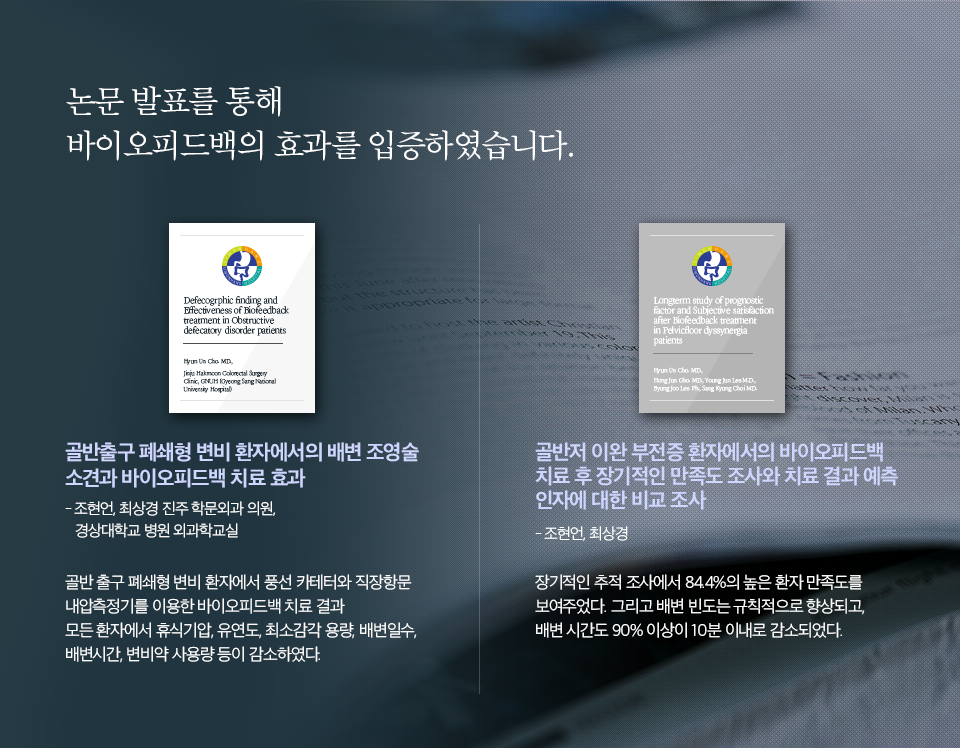 논문 발표를 통해
바이오피드백의 효과를 입증하였습니다.
Defecogrphic finding and
Effectiveness of Biofeedback
treatment in Obstructive
defecatory disorder patients
Hyun Un Cho. M.D.,
Jinju Hakmoon Colorectal Surgery
Clinic, GNUH (Gyeong Sang National
University Hospital)
골반출구 폐쇄형 변비 환자에서의 배변 조영술
소견과 바이오피드백 치료 효과
- 조현언, 최상경 진주 학문외과 의원,
경상대학교 병원 외과학교실
골반 출구 폐쇄형 변비 환자에서 풍선 카테터와 직장항문
내압측정기를 이용한 바이오피드백 치료 결과
모든 환자에서 휴식기압, 유연도, 최소감각 용량, 배변일수,
배변시간, 변비약 사용량 등이 감소하였다.
Longterm study of prognostic
factor and Subjective satisfaction
after Biofeedback treatment
in Pelvicfloor dyssynergia
patients
Hyun Un Cho. M.D.,
Hong Jun Cho. M.D., Young Jun Lee M.D.,
Byung Joo Lee. Ph., Sang Kyung Choi M.D.
골반저 이완 부전증 환자에서의 바이오피드백
치료 후 장기적인 만족도 조사와 치료 결과 예측
인자에 대한 비교 조사
- 조현언, 최상경
장기적인 추적 조사에서 84.4%의 높은 환자 만족도를
보여주었다. 그리고 배변 빈도는 규칙적으로 향상되고,
배변 시간도 90% 이상이 10분 이내로 감소되었다.